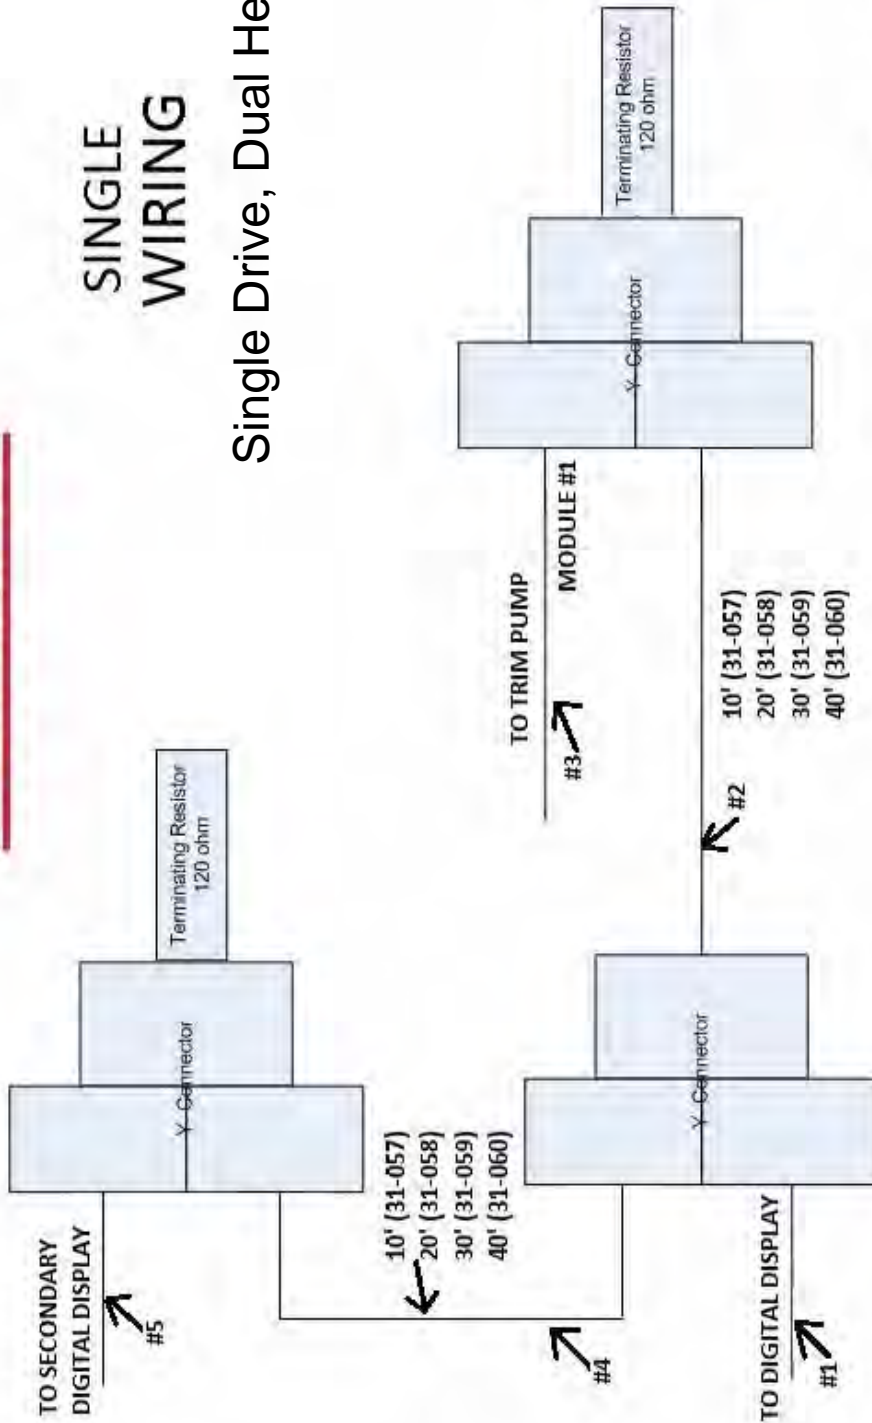 SINGLE
WIRING
Single Drive, Dual He
TO SECONDARY
DIGITAL DISPLAY
#5
Y-Connector
Terminating Resistor
120 ohm
10' (31-057)
20' (31-058)
30' (31-059)
40' (31-060)
#4
TO DIGITAL DISPLAY
#1
Y-Connector
#2
10' (31-057)
20' (31-058)
30' (31-059)
40' (31-060)
TO TRIM PUMP
MODULE #1
#3
Y-Connector
Terminating Resistor
120 ohm